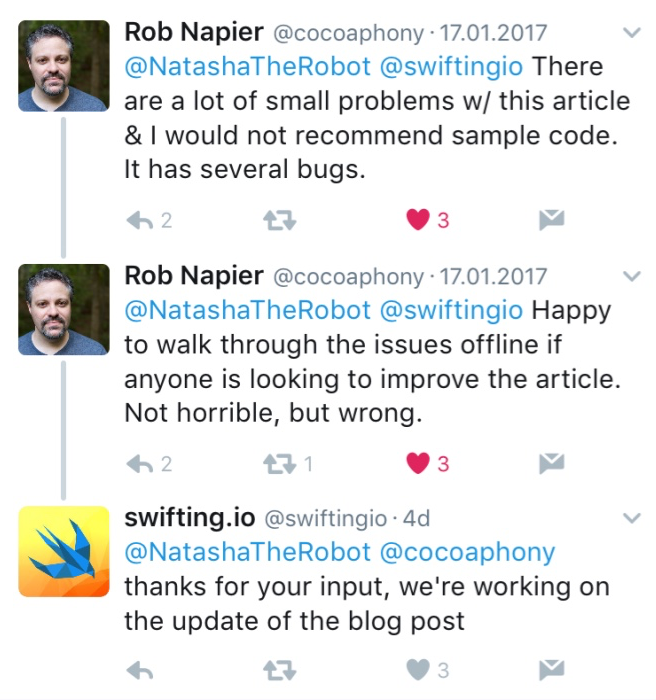 Rob Napier @cocoaphony · 17.01.2017
@NatashaTheRobot @swiftingio There
are a lot of small problems w/ this article
& I would not recommend sample code.
It has several bugs.
2 3
Rob Napier @cocoaphony · 17.01.2017
@NatashaTheRobot @swiftingio Happy
to walk through the issues offline if
anyone is looking to improve the article.
Not horrible, but wrong.
2 1 3
swifting.io @swiftingio · 4d
@NatashaTheRobot @cocoaphony
thanks for your input, we're working on
the update of the blog post
3